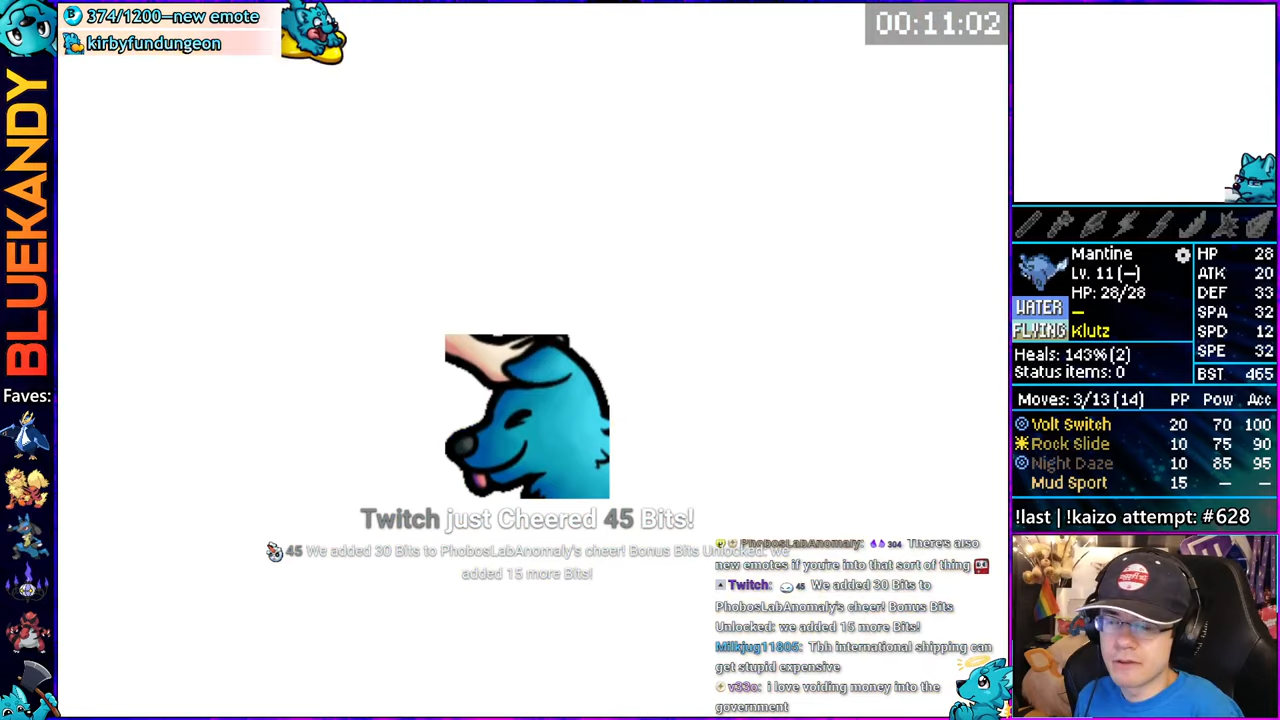 374/1200--new emote
kirbyfundungeon
00:11:02
BLUEKANDY
Faves:
Twitch just Cheered 45 Bits!
45 We added 30 Bits to PhobosLabAnomaly's cheer! Bonus Bits Unlocked: we
added 15 more Bits!
PhobosLabAnomaly: 304 There's also
new emotes if you're into that sort of thing
Twitch: 45 We added 30 Bits to
PhobosLabAnomaly's cheer! Bonus Bits
Unlocked: we added 15 more Bits!
Milkjug11805: Tbh international shipping can
get stupid expensive
v33o: i love voiding money into the
government
Mantine
Lv. 11 (—)
HP: 28/28
WATER —
FLYING Klutz
Heals: 143% (2)
Status items: 0
HP 28
ATK 20
DEF 33
SPA 32
SPD 12
SPE 32
BST 465
Moves: 3/13 (14) PP Pow Acc
Volt Switch 20 70 100
Rock Slide 10 75 90
Night Daze 10 85 95
Mud Sport 15 — —
!last | !kaizo attempt: #628